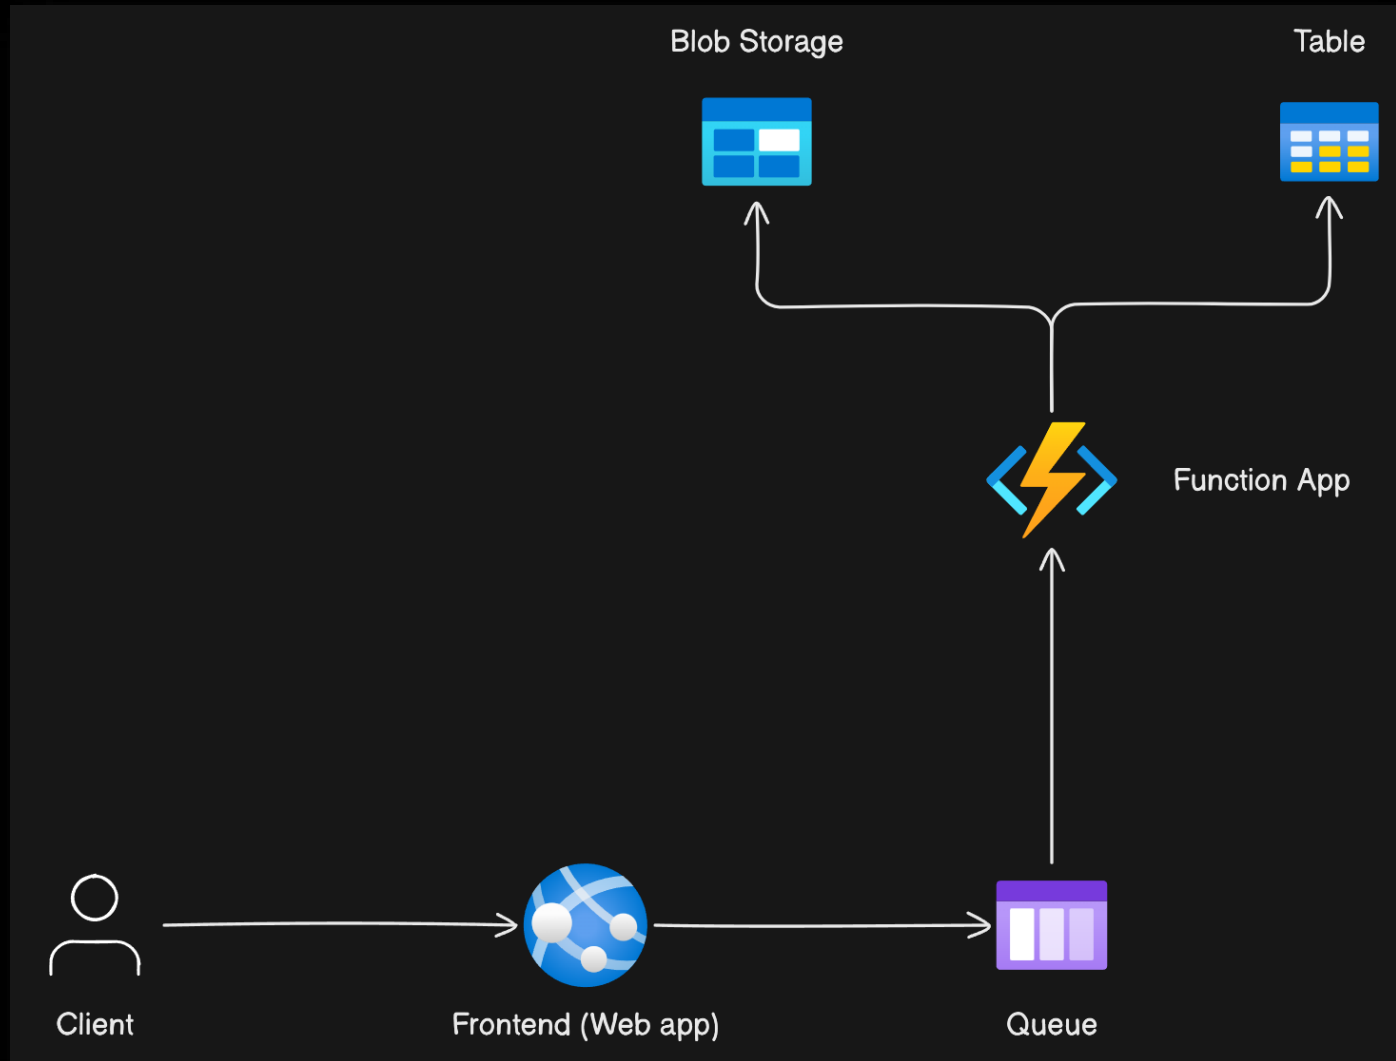 Blob Storage
Table
Function App
Client
Frontend (Web app)
Queue